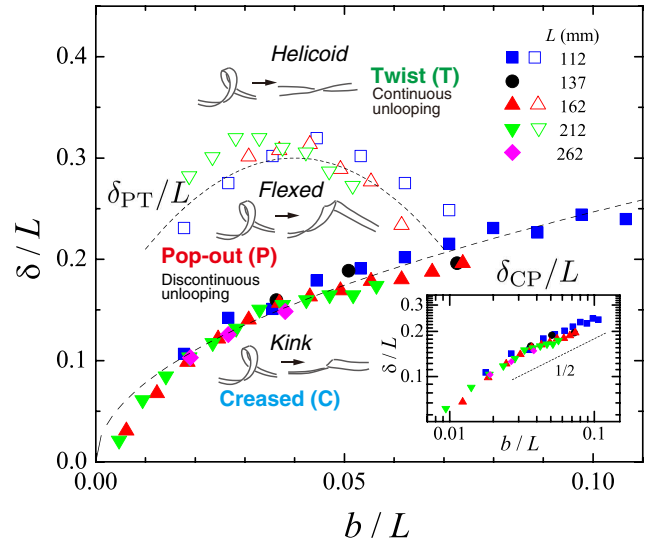 0.4
0.3
0.2
0.1
0.0
δ / L
0.00
0.05
0.10
b / L
Helicoid
Twist (T)
Continuous
unlooping
L (mm)
112
137
162
212
262
δPT/L
Flexed
Pop-out (P)
Discontinuous
unlooping
δCP/L
Kink
Creased (C)
0.5
0.2
0.1
δ / L
1/2
0.01
0.1
b / L